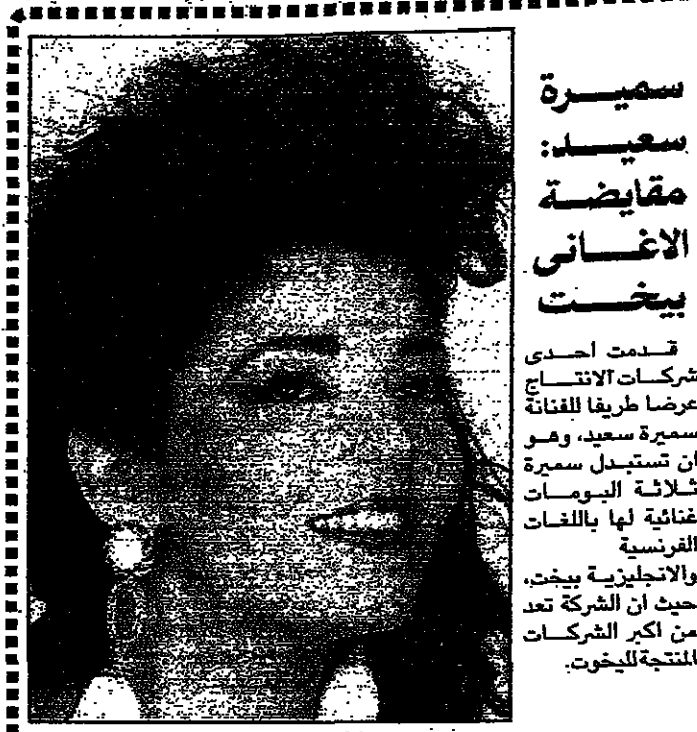 سميرة
سعيد:
مقايضة
الاغاني
بيخت
قدمت احدى
شركات الانتاج
عرضا طريفا للفنانة
سميرة سعيد، وهو
ان تستبدل سميرة
ثلاثة البومات
غنائية لها باللغات
الفرنسية
والانجليزية بيخت،
حيث ان الشركة تعد
من اكبر الشركات
المنتجة لليخوت.